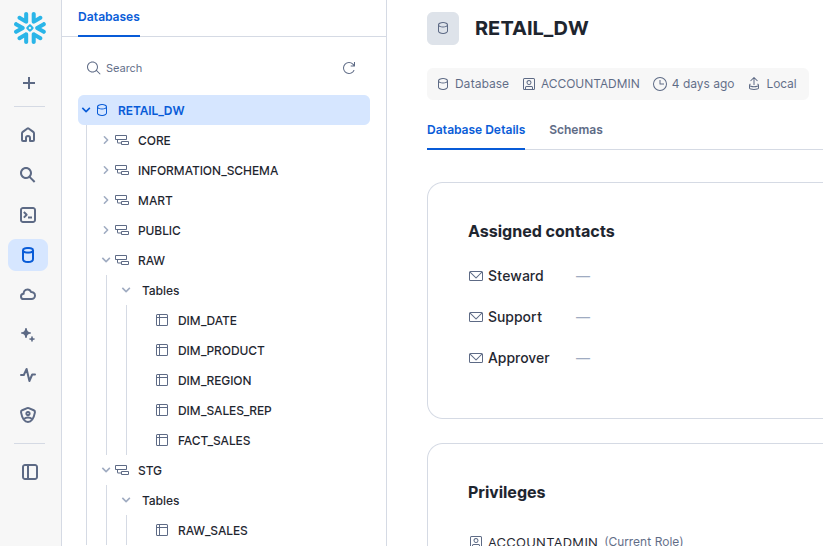 Databases
Search
RETAIL_DW
CORE
INFORMATION_SCHEMA
MART
PUBLIC
RAW
Tables
DIM_DATE
DIM_PRODUCT
DIM_REGION
DIM_SALES_REP
FACT_SALES
STG
Tables
RAW_SALES
RETAIL_DW
Database ACCOUNTADMIN 4 days ago Local
Database Details Schemas
Assigned contacts
Steward —
Support —
Approver —
Privileges
ACCOUNTADMIN (Current Role)